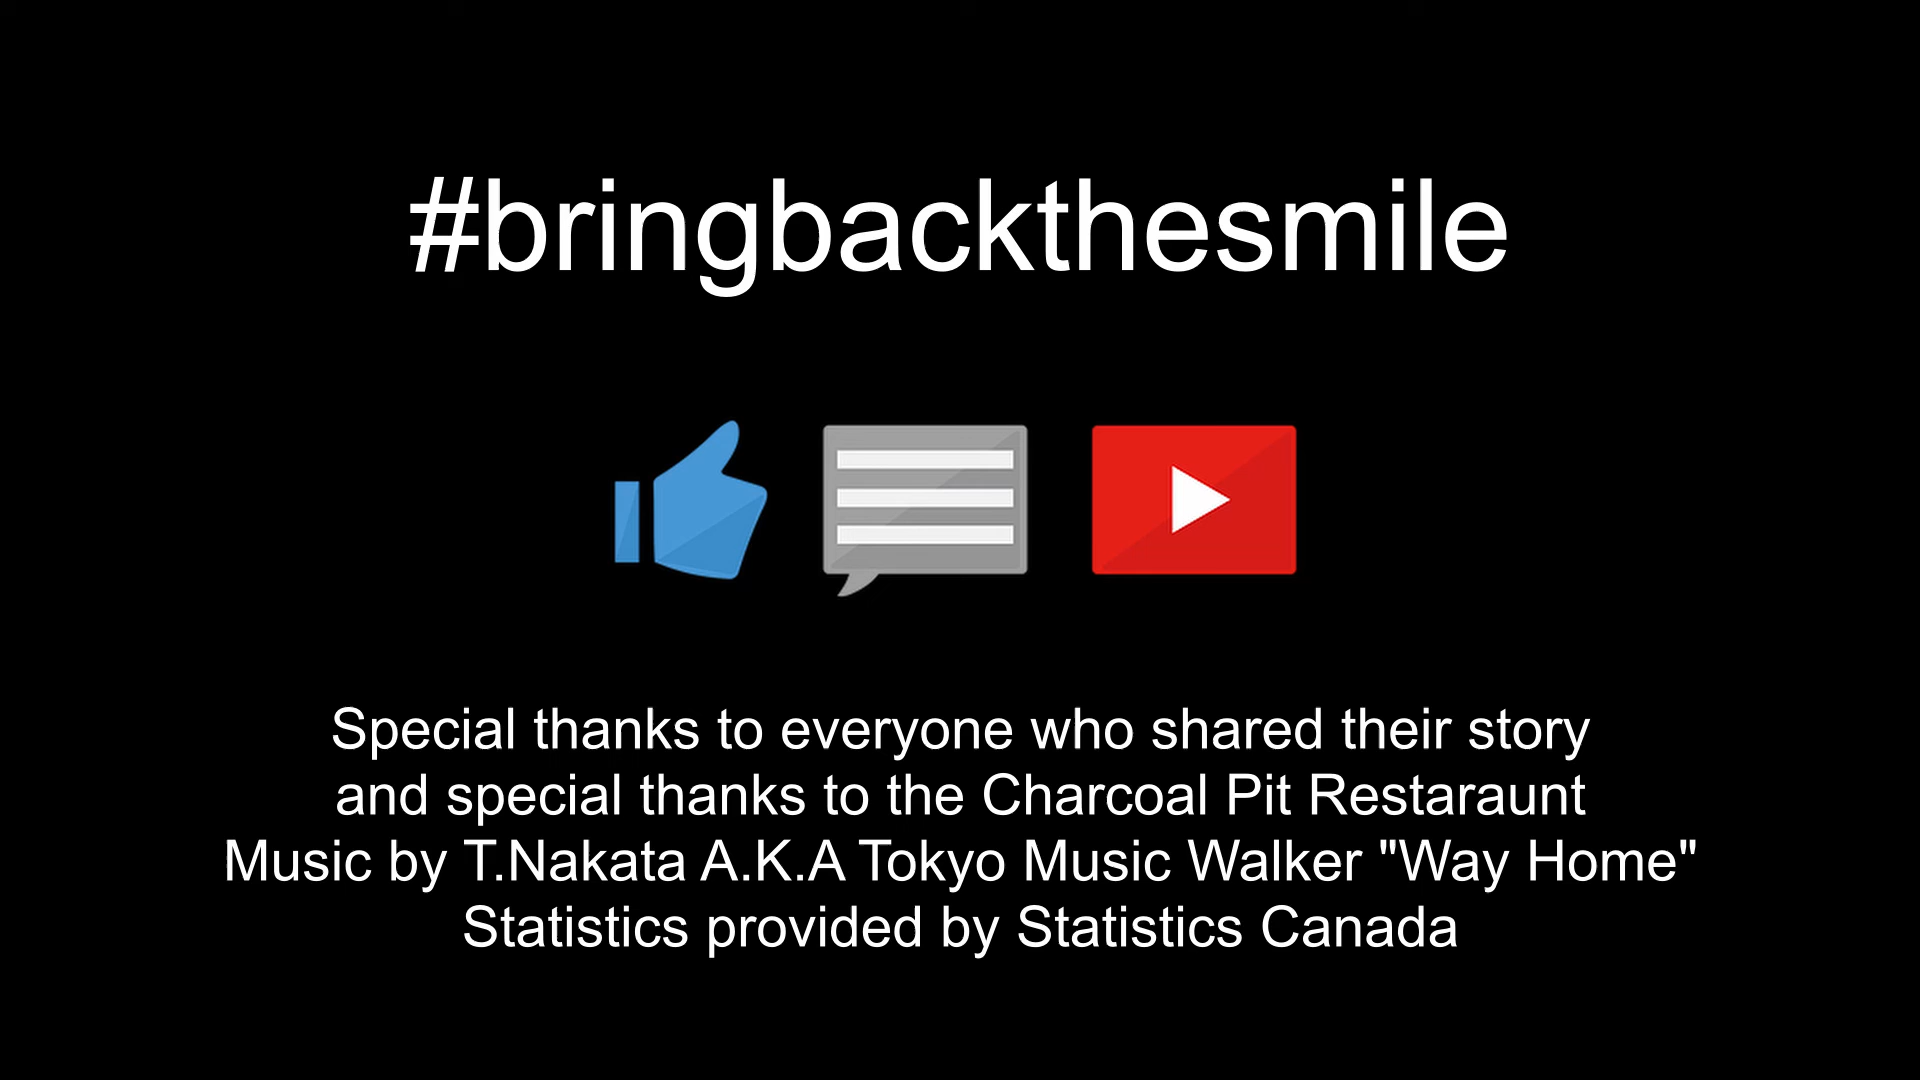 #bringbackthesmile
Special thanks to everyone who shared their story
and special thanks to the Charcoal Pit Restaraunt
Music by T.Nakata A.K.A Tokyo Music Walker "Way Home"
Statistics provided by Statistics Canada